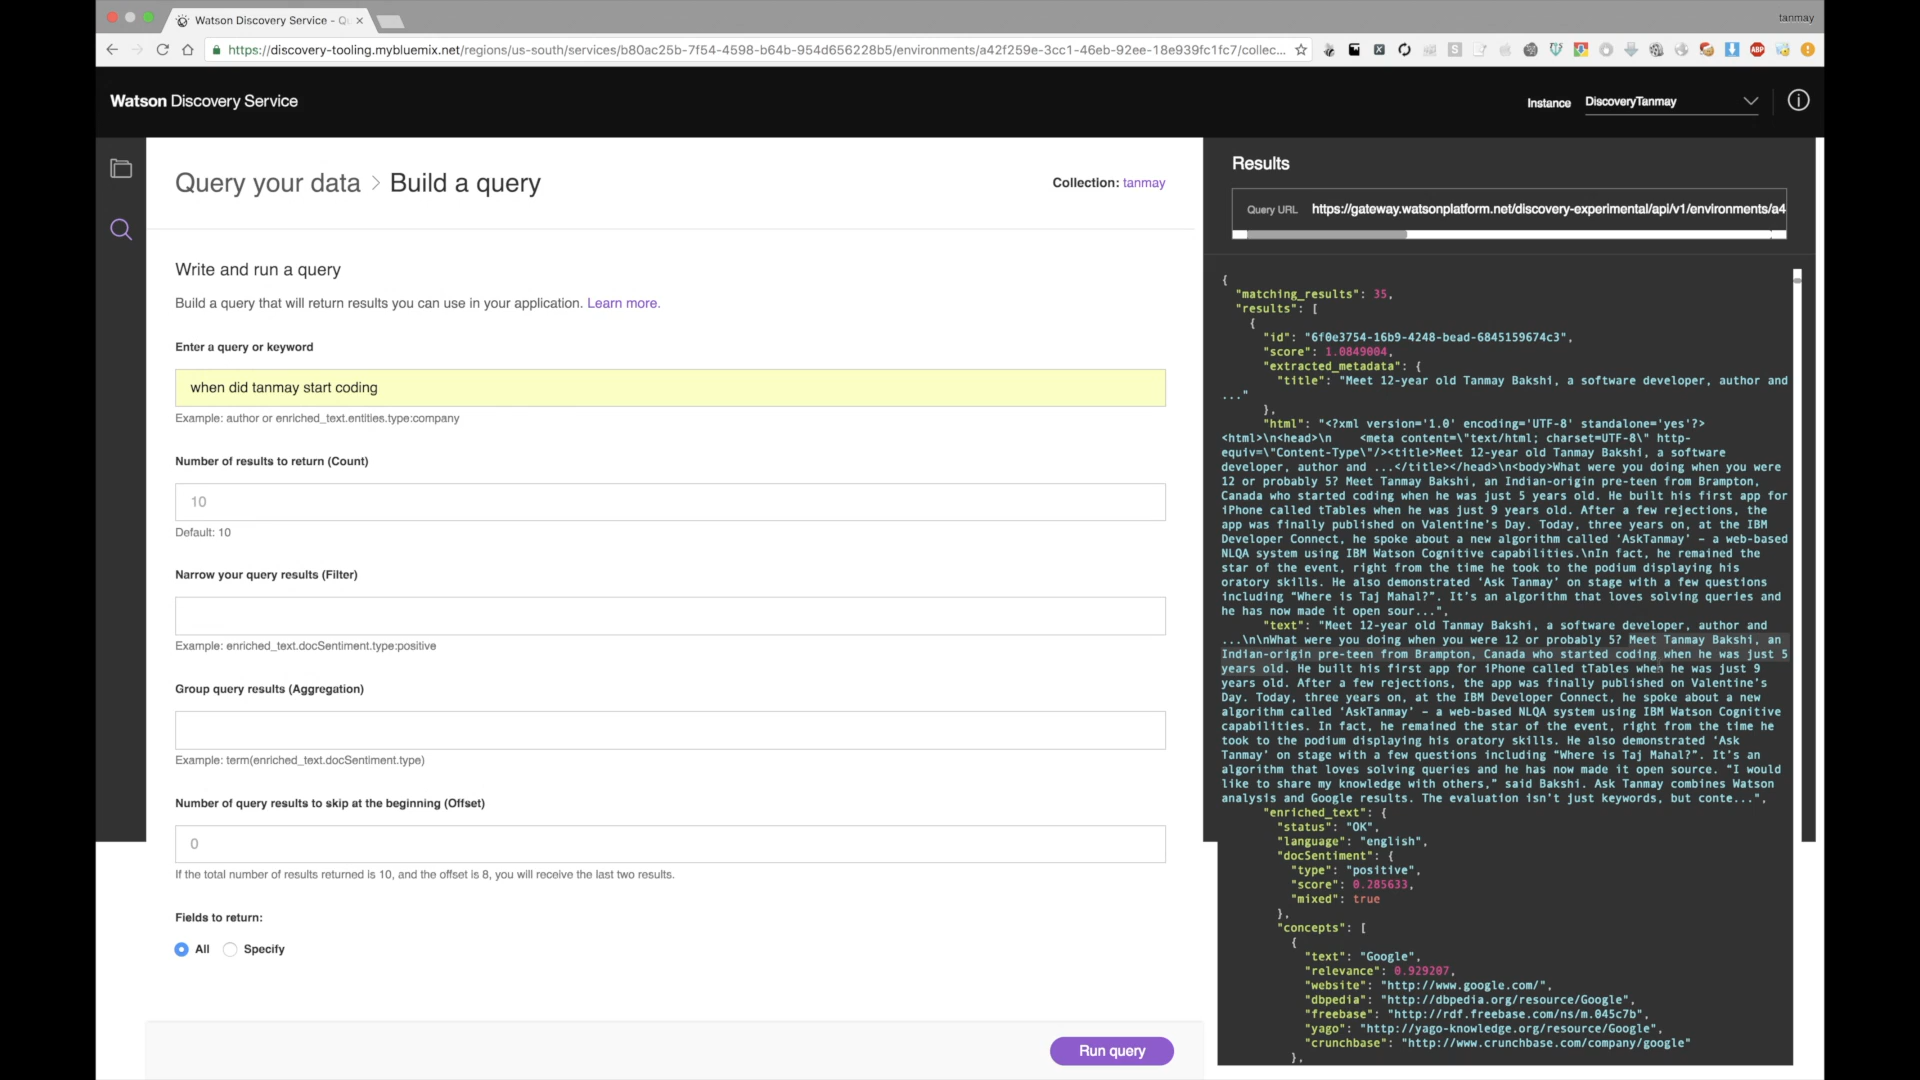 Watson Discovery Service - Qu
tanmay
https://discovery-tooling.mybluemix.net/regions/us-south/services/b80ac25b-7f54-4598-b64b-954d656228b5/environments/a42f259e-3cc1-46eb-92ee-18e939fc1fc7/collec...
Watson Discovery Service
Instance DiscoveryTanmay
Query your data > Build a query
Collection: tanmay
Write and run a query
Build a query that will return results you can use in your application. Learn more.
Enter a query or keyword
when did tanmay start coding
Example: author or enriched_text.entities.type:company
Number of results to return (Count)
10
Default: 10
Narrow your query results (Filter)
Example: enriched_text.docSentiment.type:positive
Group query results (Aggregation)
Example: term(enriched_text.docSentiment.type)
Number of query results to skip at the beginning (Offset)
0
If the total number of results returned is 10, and the offset is 8, you will receive the last two results.
Fields to return:
All Specify
Run query
Results
Query URL https://gateway.watsonplatform.net/discovery-experimental/api/v1/environments/a4
{
"matching_results": 35,
"results": [
{
"id": "6f0e3754-16b9-4248-bead-6845159674c3",
"score": 1.0849004,
"extracted_metadata": {
"title": "Meet 12-year old Tanmay Bakshi, a software developer, author and
..."
},
"html": "<?xml version='1.0' encoding='UTF-8' standalone='yes'?>
<html>\n<head>\n    <meta content=\"text/html; charset=UTF-8\" http-
equiv=\"Content-Type\"/><title>Meet 12-year old Tanmay Bakshi, a software
developer, author and ...</title></head>\n<body>What were you doing when you were
12 or probably 5? Meet Tanmay Bakshi, an Indian-origin pre-teen from Brampton,
Canada who started coding when he was just 5 years old. He built his first app for
iPhone called tTables when he was just 9 years old. After a few rejections, the
app was finally published on Valentine’s Day. Today, three years on, at the IBM
Developer Connect, he spoke about a new algorithm called ‘AskTanmay’ – a web-based
NLQA system using IBM Watson Cognitive capabilities.\nIn fact, he remained the
star of the event, right from the time he took to the podium displaying his
oratory skills. He also demonstrated ‘Ask Tanmay’ on stage with a few questions
including “Where is Taj Mahal?”. It’s an algorithm that loves solving queries and
he has now made it open sour...",
"text": "Meet 12-year old Tanmay Bakshi, a software developer, author and
...\n\nWhat were you doing when you were 12 or probably 5? Meet Tanmay Bakshi, an
Indian-origin pre-teen from Brampton, Canada who started coding when he was just 5
years old. He built his first app for iPhone called tTables when he was just 9
years old. After a few rejections, the app was finally published on Valentine’s
Day. Today, three years on, at the IBM Developer Connect, he spoke about a new
algorithm called ‘AskTanmay’ – a web-based NLQA system using IBM Watson Cognitive
capabilities. In fact, he remained the star of the event, right from the time he
took to the podium displaying his oratory skills. He also demonstrated ‘Ask
Tanmay’ on stage with a few questions including “Where is Taj Mahal?”. It’s an
algorithm that loves solving queries and he has now made it open source. “I would
like to share my knowledge with others,” said Bakshi. Ask Tanmay combines Watson
analysis and Google results. The evaluation isn’t just keywords, but conte...",
"enriched_text": {
"status": "OK",
"language": "english",
"docSentiment": {
"type": "positive",
"score": 0.285633,
"mixed": true
},
"concepts": [
{
"text": "Google",
"relevance": 0.929207,
"website": "http://www.google.com/",
"dbpedia": "http://dbpedia.org/resource/Google",
"freebase": "http://rdf.freebase.com/ns/m.045c7b",
"yago": "http://yago-knowledge.org/resource/Google",
"crunchbase": "http://www.crunchbase.com/company/google"
},